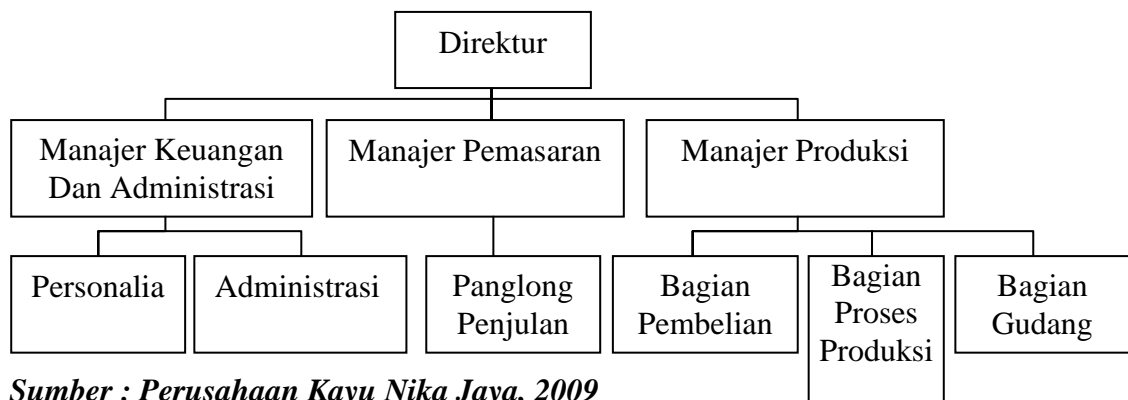 Direktur
Manajer Keuangan
Dan Administrasi
Manajer Pemasaran
Manajer Produksi
Personalia
Administrasi
Panglong
Penjulan
Bagian
Pembelian
Bagian
Proses
Produksi
Bagian
Gudang
Sumber : Perusahaan Kayu Nika Jaya, 2009